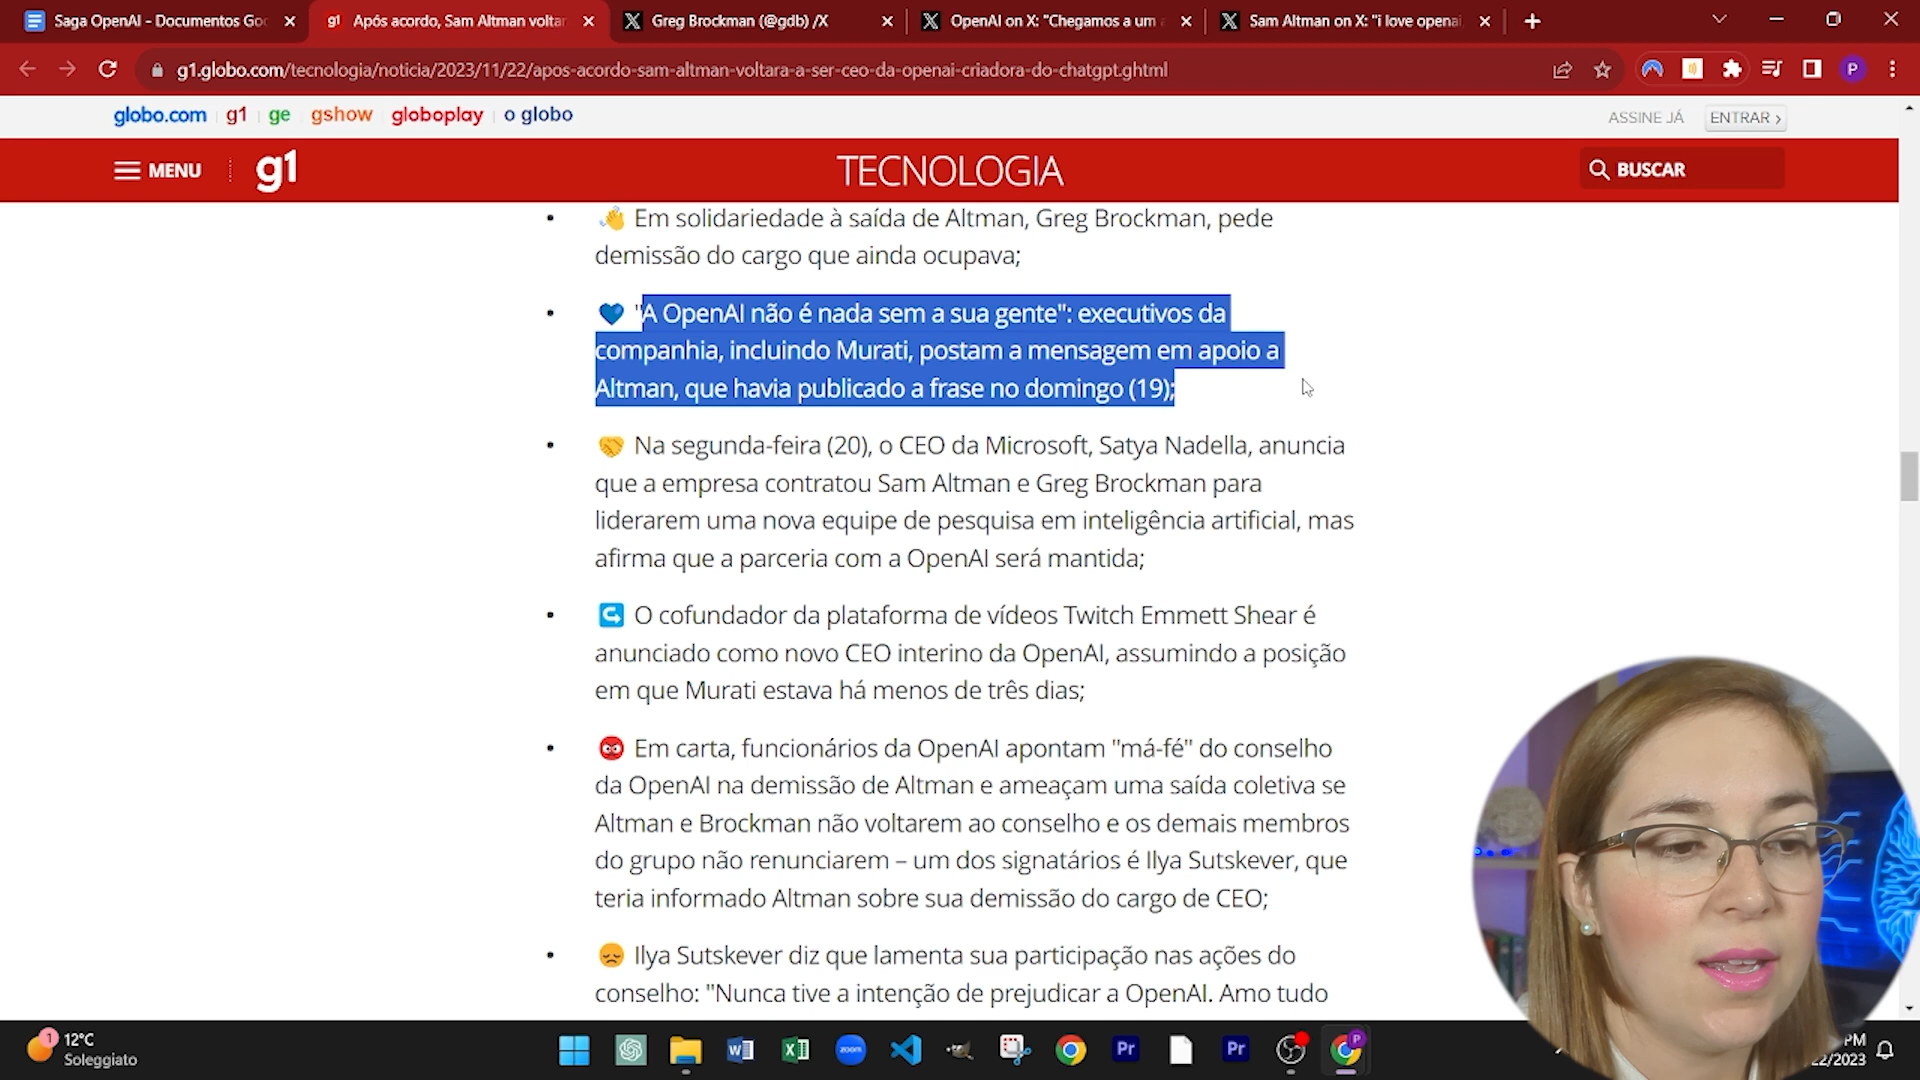 Saga OpenAI - Documentos Goo
Após acordo, Sam Altman voltar
Greg Brockman (@gdb) /X
OpenAI on X: "Chegamos a um a
Sam Altman on X: "i love openai
g1.globo.com/tecnologia/noticia/2023/11/22/apos-acordo-sam-altman-voltara-a-ser-ceo-da-openai-criadora-do-chatgpt.ghtml
P
globo.com g1 ge gshow globoplay o globo
ASSINE JÁ ENTRAR ›
MENU g1 TECNOLOGIA BUSCAR
• 👋 Em solidariedade à saída de Altman, Greg Brockman, pede
demissão do cargo que ainda ocupava;
• 💙 "A OpenAI não é nada sem a sua gente": executivos da
companhia, incluindo Murati, postam a mensagem em apoio a
Altman, que havia publicado a frase no domingo (19);
• 🤝 Na segunda-feira (20), o CEO da Microsoft, Satya Nadella, anuncia
que a empresa contratou Sam Altman e Greg Brockman para
liderarem uma nova equipe de pesquisa em inteligência artificial, mas
afirma que a parceria com a OpenAI será mantida;
• ↪️ O cofundador da plataforma de vídeos Twitch Emmett Shear é
anunciado como novo CEO interino da OpenAI, assumindo a posição
em que Murati estava há menos de três dias;
• 😡 Em carta, funcionários da OpenAI apontam "má-fé" do conselho
da OpenAI na demissão de Altman e ameaçam uma saída coletiva se
Altman e Brockman não voltarem ao conselho e os demais membros
do grupo não renunciarem – um dos signatários é Ilya Sutskever, que
teria informado Altman sobre sua demissão do cargo de CEO;
• 😞 Ilya Sutskever diz que lamenta sua participação nas ações do
conselho: "Nunca tive a intenção de prejudicar a OpenAI. Amo tudo
1
12°C
Soleggiato
zoom
Pr
Pr
P
PM
22/2023